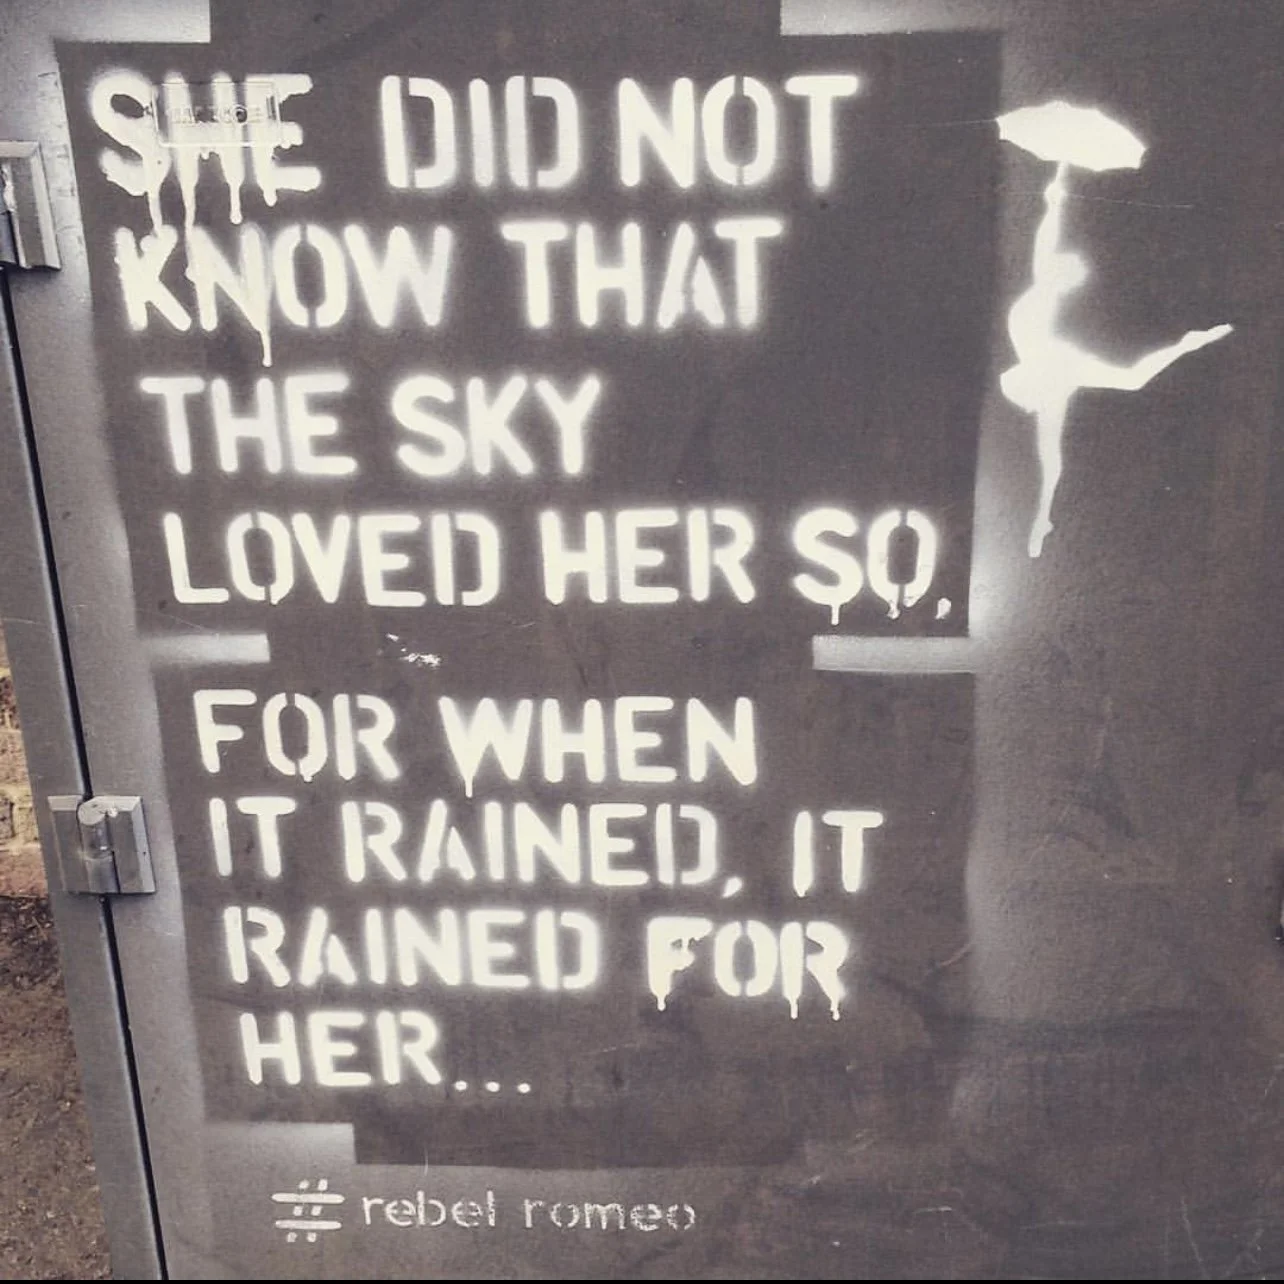 SHE DID NOT
KNOW THAT
THE SKY
LOVED HER SO,
FOR WHEN
IT RAINED, IT
RAINED FOR
HER...
# rebel romeo